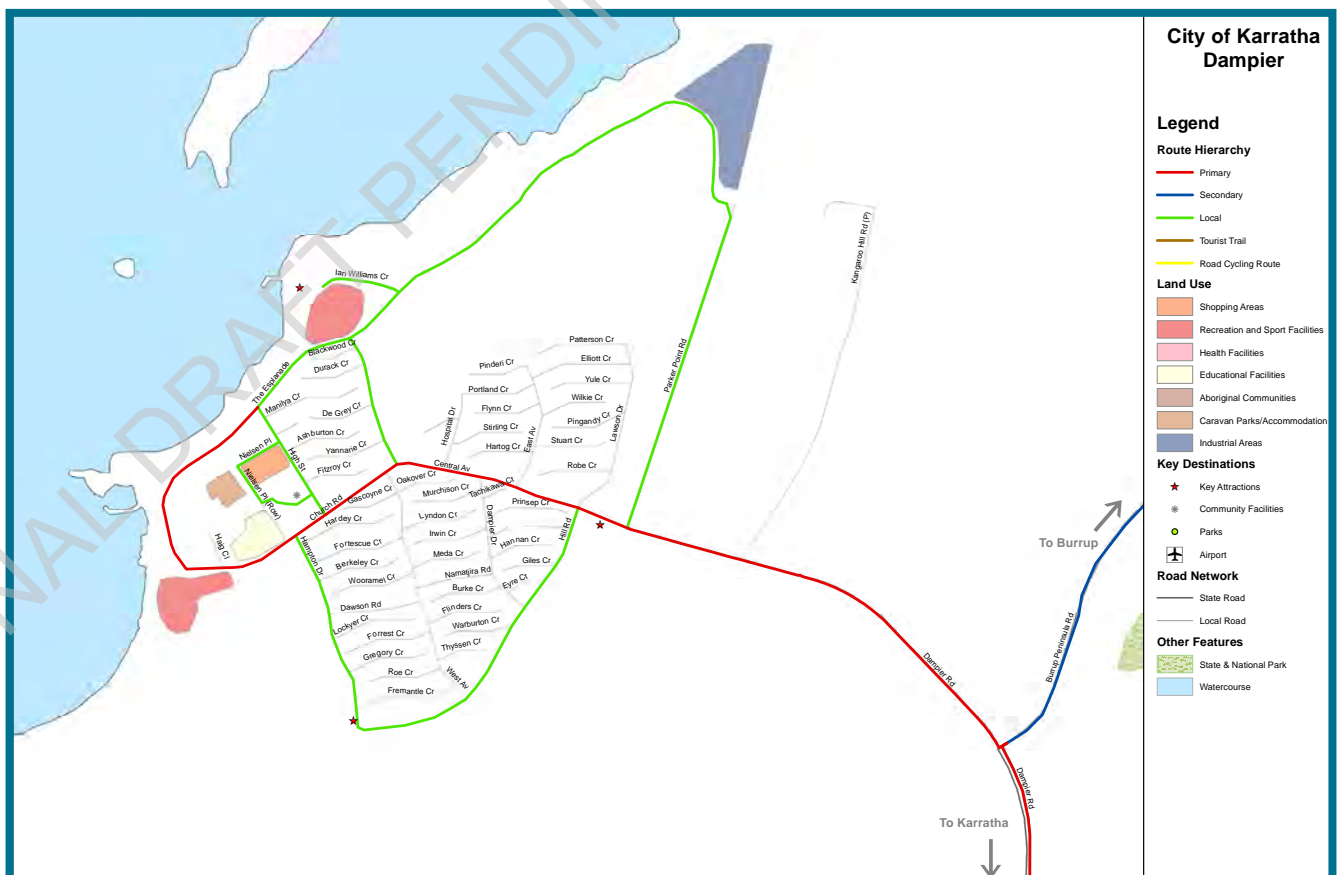 City of Karratha
Dampier
Legend
Route Hierarchy
Primary
Secondary
Local
Tourist Trail
Road Cycling Route
Land Use
Shopping Areas
Recreation and Sport Facilities
Health Facilities
Educational Facilities
Aboriginal Communities
Caravan Parks/Accommodation
Industrial Areas
Key Destinations
Key Attractions
Community Facilities
Parks
Airport
Road Network
State Road
Local Road
Other Features
State & National Park
Watercourse
NAL DRAFT PENDI
Ian Williams Cr
Kangaroo Hill Rd (P)
Parker Point Rd
Blackwood Cr
Durack Cr
The Esplanade
Manilya Cr
De Grey Cr
Ashburton Cr
Yannarie Cr
Fitzroy Cr
Nielsen Pl
High St
Nielsen Pl (Row)
Church Rd
Haig Cl
Patterson Cr
Pinderi Cr
Elliott Cr
Yule Cr
Portland Cr
Wilkie Cr
Flynn Cr
Pingandy Cr
Stirling Cr
Stuart Cr
Hartog Cr
Robe Cr
Hospital Dr
East Av
Lawson Dr
Central Av
Oakover Cr
Gascoyne Cr
Murchison Cr
Tachikawa Ct
Prinsep Cr
Hardey Cr
Lyndon Cr
Dampier Dr
Hill Rd
Hampton Dr
Fortescue Cr
Irwin Cr
Hannan Cr
Berkeley Cr
Meda Cr
Giles Cr
Wooramel Cr
Namatjira Rd
Burke Cr
Eyre Ct
Dawson Rd
Flinders Cr
Lockyer Cr
Warburton Cr
Forrest Cr
Thyssen Cr
Gregory Cr
Roe Cr
West Av
Fremantle Cr
To Burrup
Burrup Peninsula Rd
Dampier Rd
Dampier Rd
To Karratha